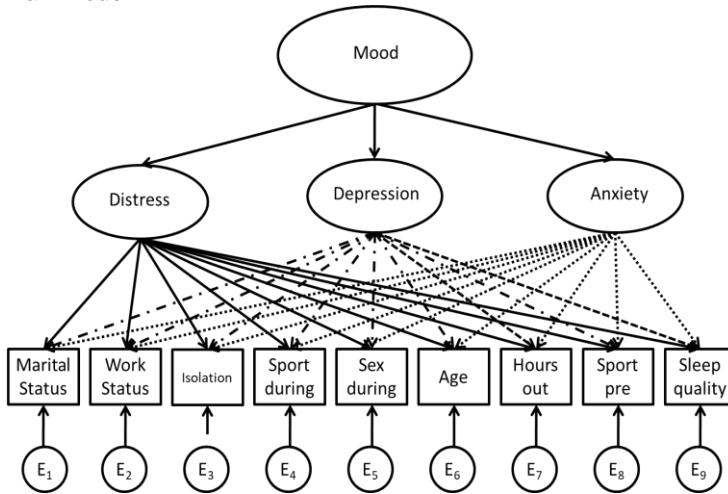 Mood
Distress
Depression
Anxiety
Marital
Status
Work
Status
Isolation
Sport
during
Sex
during
Age
Hours
out
Sport
pre
Sleep
quality
E1
E2
E3
E4
E5
E6
E7
E8
E9